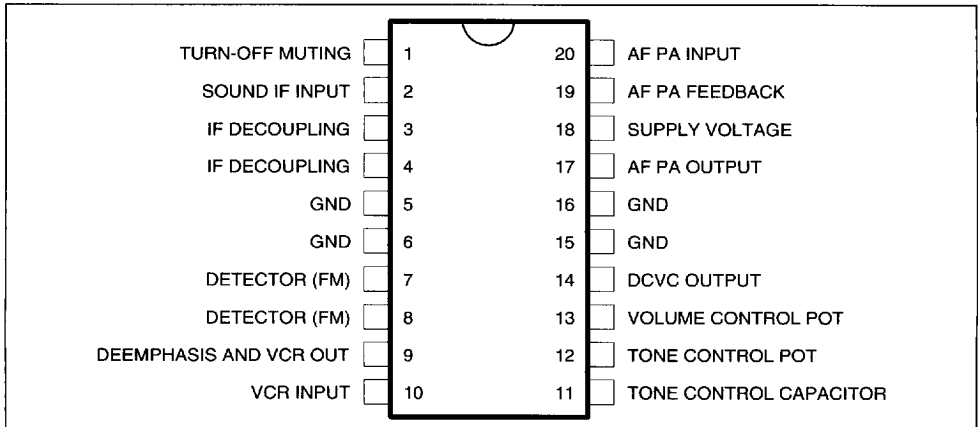 TURN-OFF MUTING 1 20 AF PA INPUT
SOUND IF INPUT 2 19 AF PA FEEDBACK
IF DECOUPLING 3 18 SUPPLY VOLTAGE
IF DECOUPLING 4 17 AF PA OUTPUT
GND 5 16 GND
GND 6 15 GND
DETECTOR (FM) 7 14 DCVC OUTPUT
DETECTOR (FM) 8 13 VOLUME CONTROL POT
DEEMPHASIS AND VCR OUT 9 12 TONE CONTROL POT
VCR INPUT 10 11 TONE CONTROL CAPACITOR